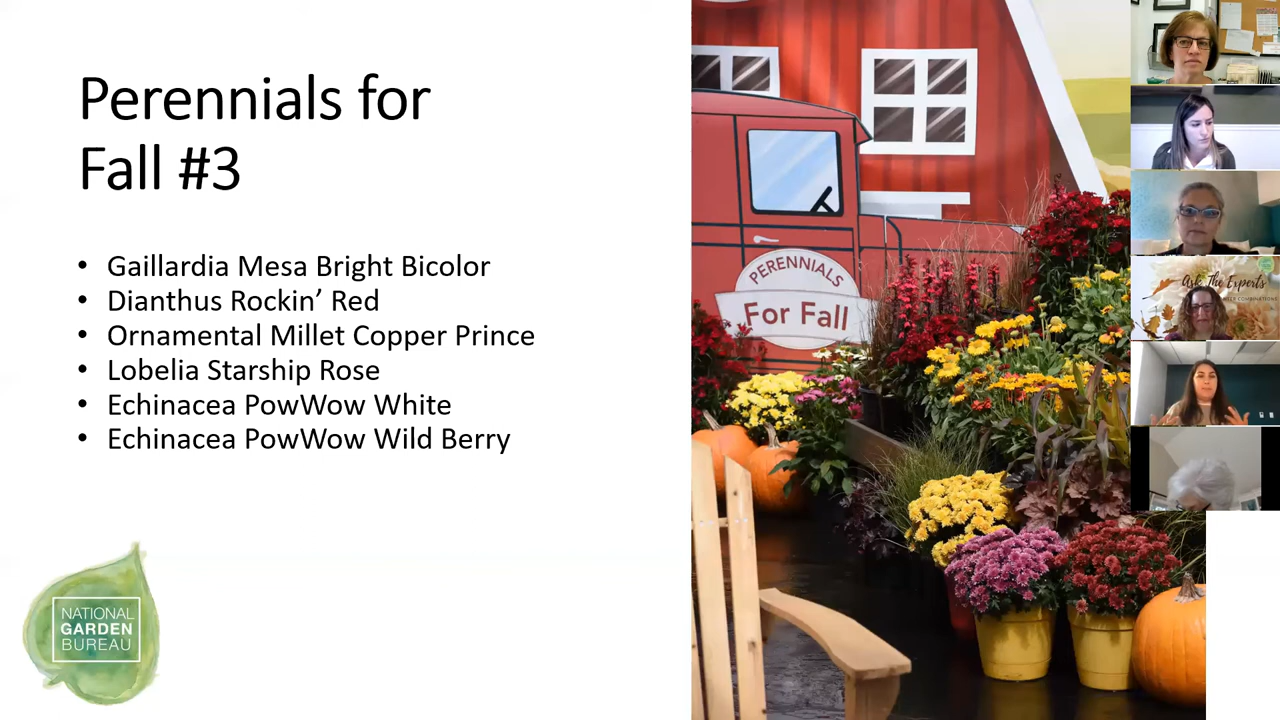 Perennials for
Fall #3
• Gaillardia Mesa Bright Bicolor
• Dianthus Rockin’ Red
• Ornamental Millet Copper Prince
• Lobelia Starship Rose
• Echinacea PowWow White
• Echinacea PowWow Wild Berry
NATIONAL
GARDEN
BUREAU
PERENNIALS
For Fall
Ask The Experts
COMBINATIONS